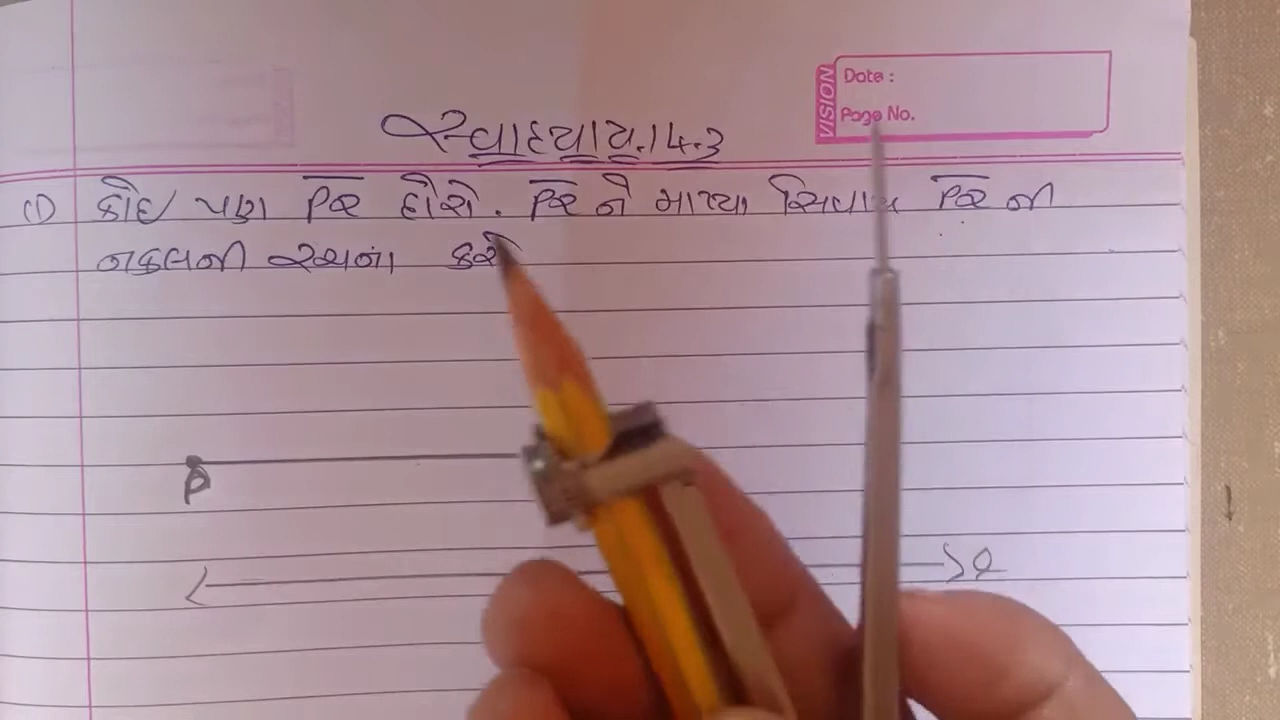 Date :
VISION
Page No.
સ્વાધ્યાય.14.3
(1) કોઈ પણ PQ દોરો. PQ ને માપ્યા સિવાય PQ ની
નકલની રચના કરો
P
l